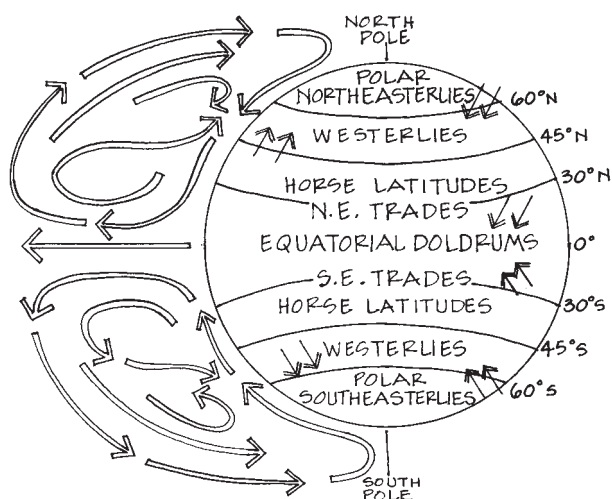 NORTH
POLE
POLAR
NORTHEASTERLIES
60°N
WESTERLIES
45°N
30°N
HORSE LATITUDES
N.E. TRADES
EQUATORIAL DOLDRUMS
0°
S.E. TRADES
HORSE LATITUDES
30°S
WESTERLIES
45°S
POLAR
SOUTHEASTERLIES
60°S
SOUTH
POLE